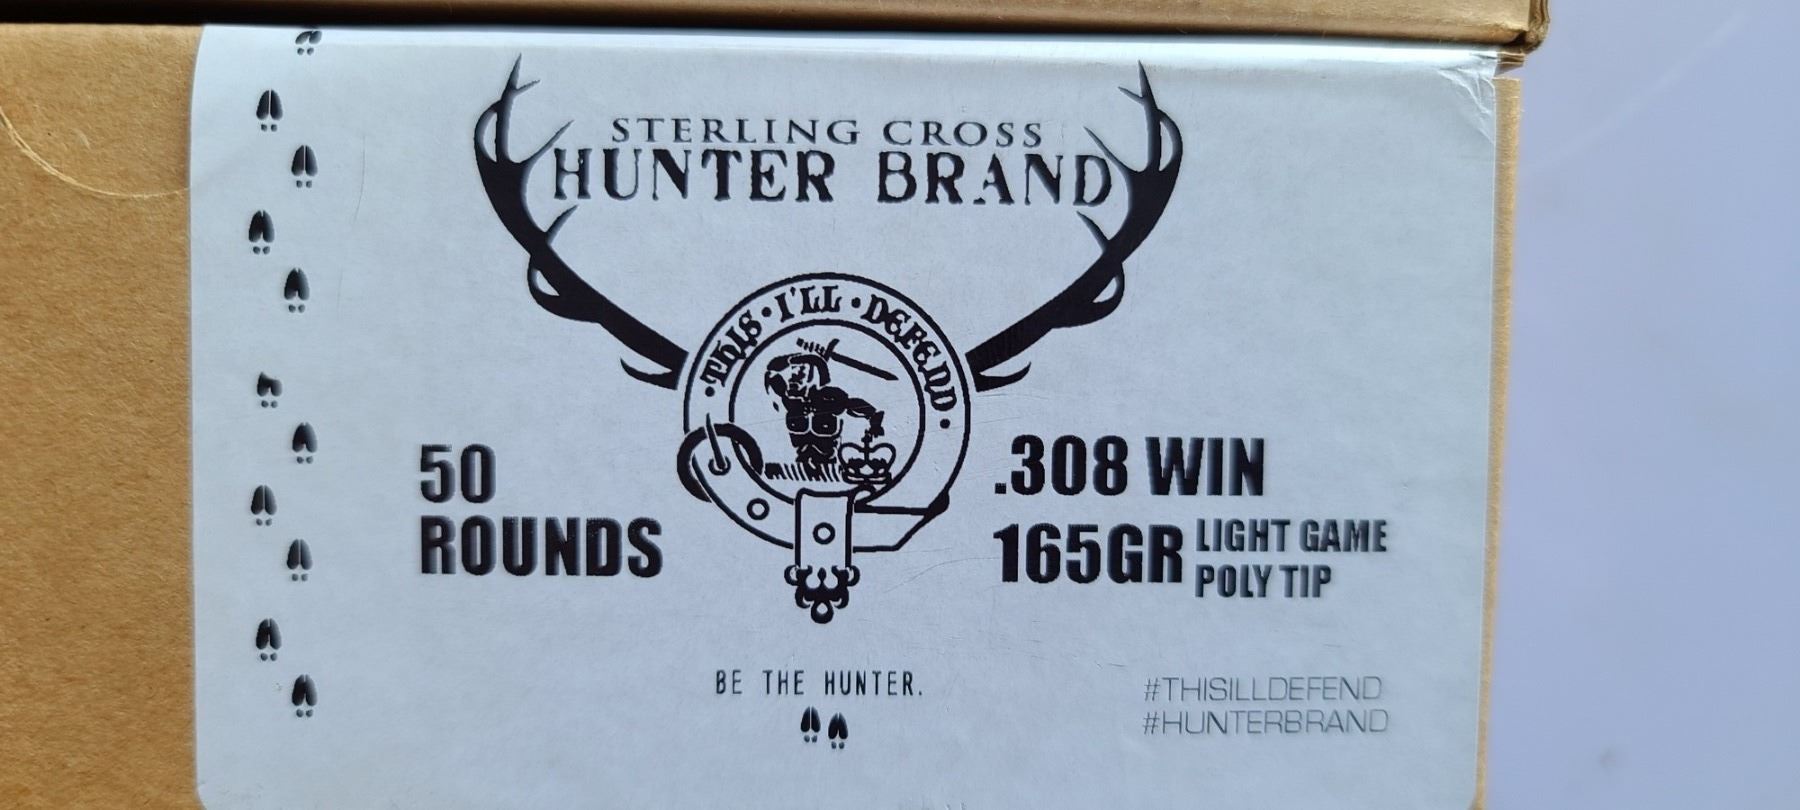 STERLING CROSS
HUNTER BRAND
·THIS·I'LL·DEFEND·
50
ROUNDS
.308 WIN
165GR LIGHT GAME
POLY TIP
BE THE HUNTER.
#THISILLDEFEND
#HUNTERBRAND